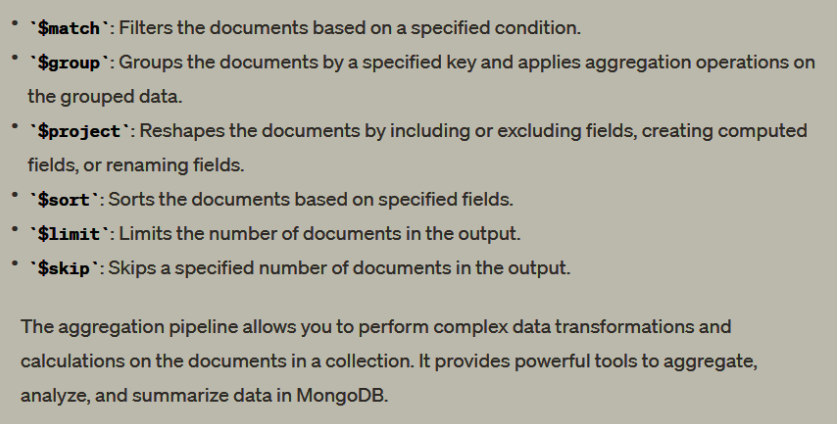 • `$match`: Filters the documents based on a specified condition.
• `$group`: Groups the documents by a specified key and applies aggregation operations on
the grouped data.
• `$project`: Reshapes the documents by including or excluding fields, creating computed
fields, or renaming fields.
• `$sort`: Sorts the documents based on specified fields.
• `$limit`: Limits the number of documents in the output.
• `$skip`: Skips a specified number of documents in the output.
The aggregation pipeline allows you to perform complex data transformations and
calculations on the documents in a collection. It provides powerful tools to aggregate,
analyze, and summarize data in MongoDB.